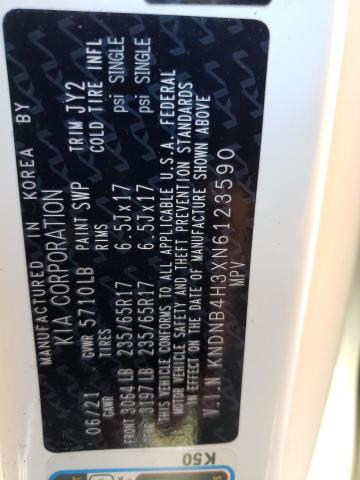 MANUFACTURED IN KOREA BY
KIA CORPORATION
06/21 GVWR 5710LB PAINT SWP TRIM JY2
GAWR TIRES RIMS COLD TIRE INFL
FRONT 3064LB 235/65R17 6.5Jx17 psi SINGLE
REAR 3197LB 235/65R17 6.5Jx17 psi SINGLE
THIS VEHICLE CONFORMS TO ALL APPLICABLE U.S.A. FEDERAL
MOTOR VEHICLE SAFETY AND THEFT PREVENTION STANDARDS
IN EFFECT ON THE DATE OF MANUFACTURE SHOWN ABOVE
V.I.N KNDNB4H3XN6123590
MPV
K50